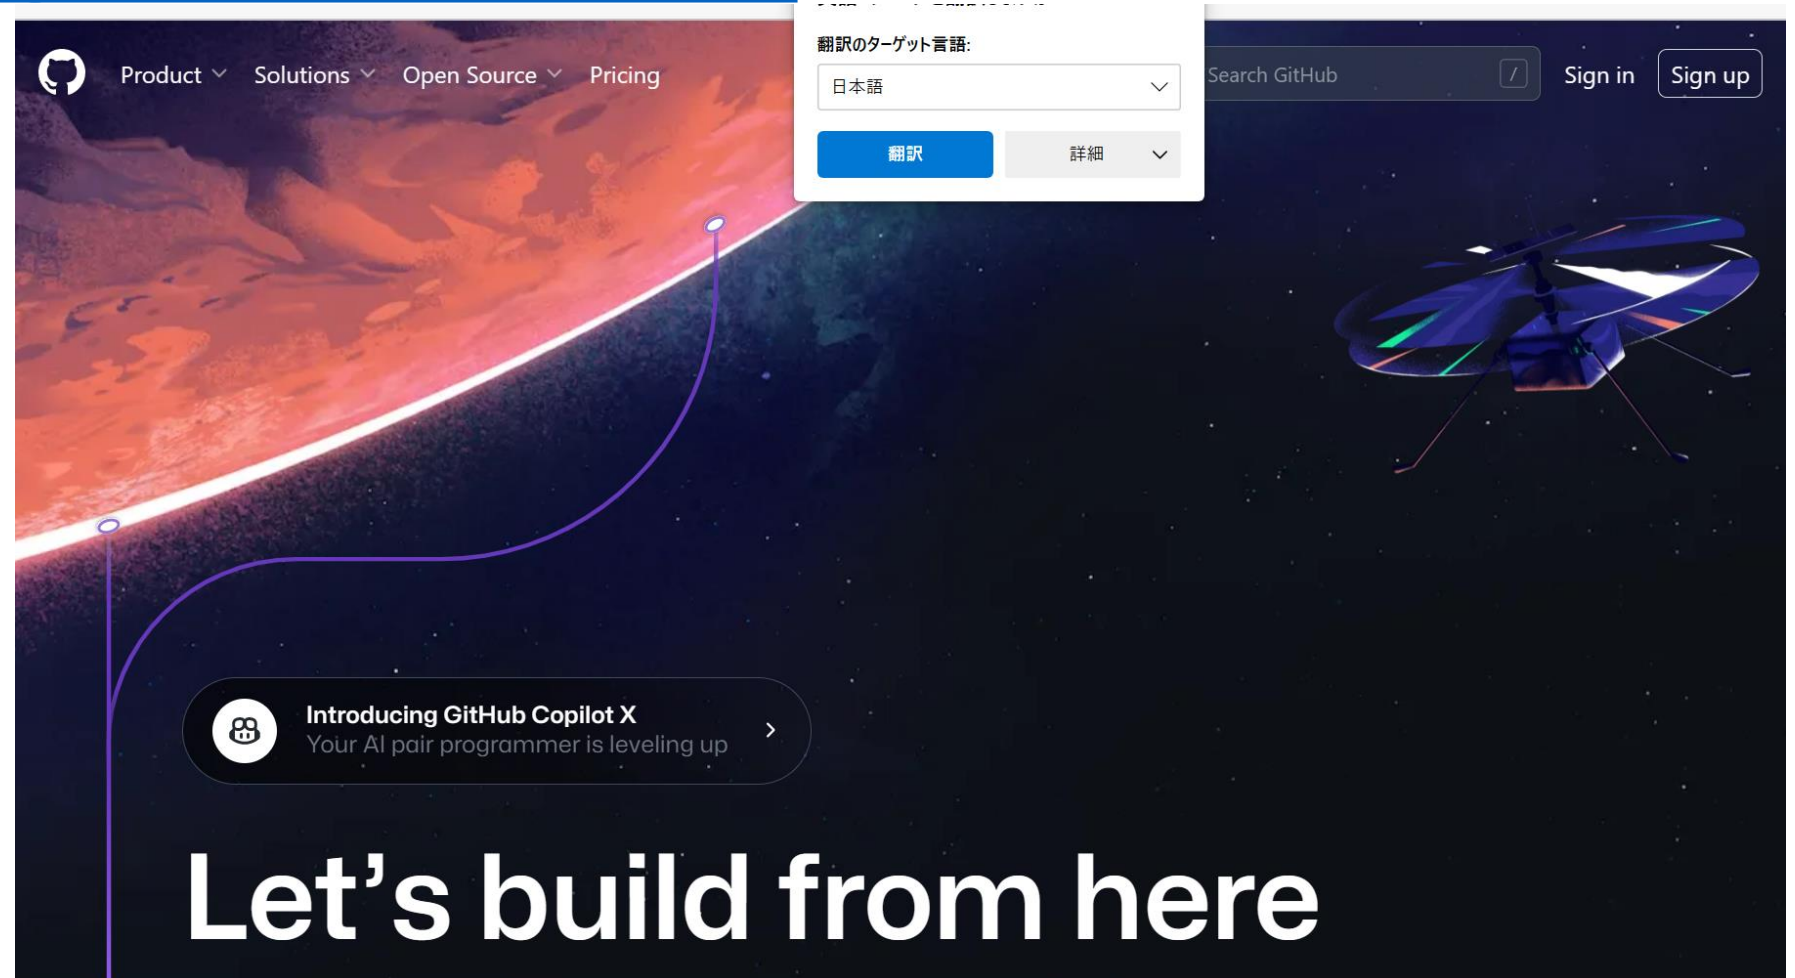 翻訳のターゲット言語:
Product Solutions Open Source Pricing
日本語
Search GitHub / Sign in Sign up
翻訳 詳細
Introducing GitHub Copilot X
Your AI pair programmer is leveling up
Let’s build from here